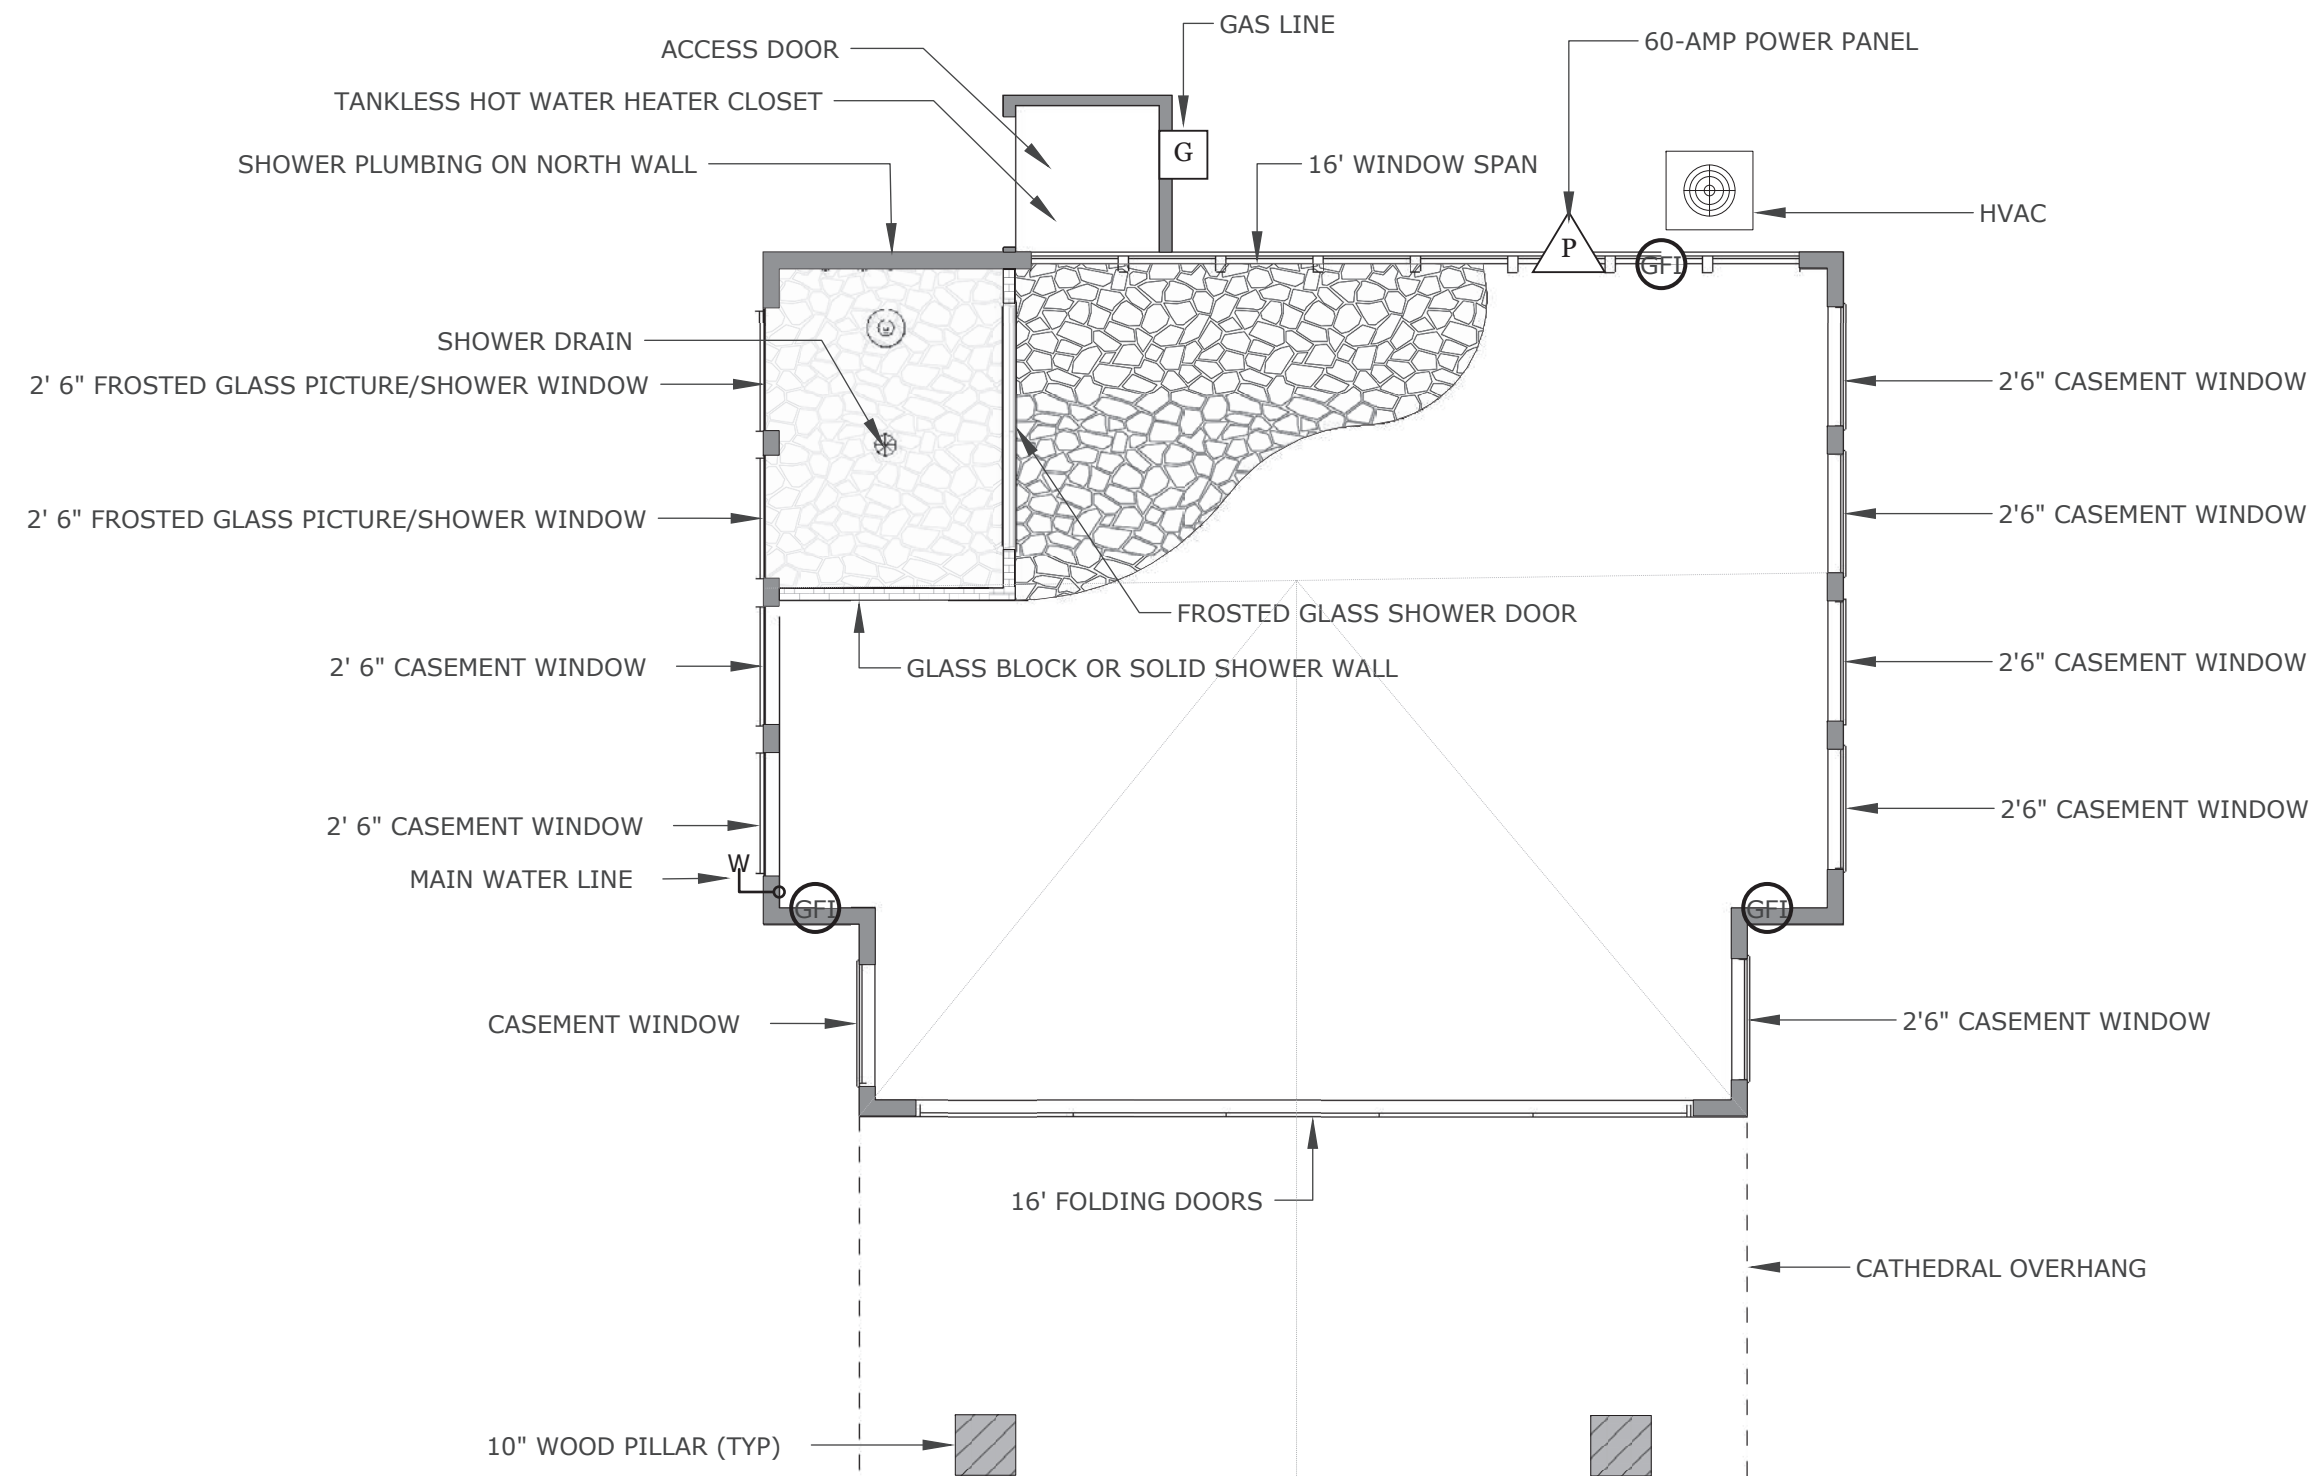 GAS LINE
60-AMP POWER PANEL
ACCESS DOOR
TANKLESS HOT WATER HEATER CLOSET
SHOWER PLUMBING ON NORTH WALL
G
16' WINDOW SPAN
HVAC
P
GFI
SHOWER DRAIN
2' 6" FROSTED GLASS PICTURE/SHOWER WINDOW
2'6" CASEMENT WINDOW
2' 6" FROSTED GLASS PICTURE/SHOWER WINDOW
2'6" CASEMENT WINDOW
FROSTED GLASS SHOWER DOOR
2' 6" CASEMENT WINDOW
GLASS BLOCK OR SOLID SHOWER WALL
2'6" CASEMENT WINDOW
2' 6" CASEMENT WINDOW
2'6" CASEMENT WINDOW
W
MAIN WATER LINE
GFI
GFI
CASEMENT WINDOW
2'6" CASEMENT WINDOW
16' FOLDING DOORS
CATHEDRAL OVERHANG
10" WOOD PILLAR (TYP)